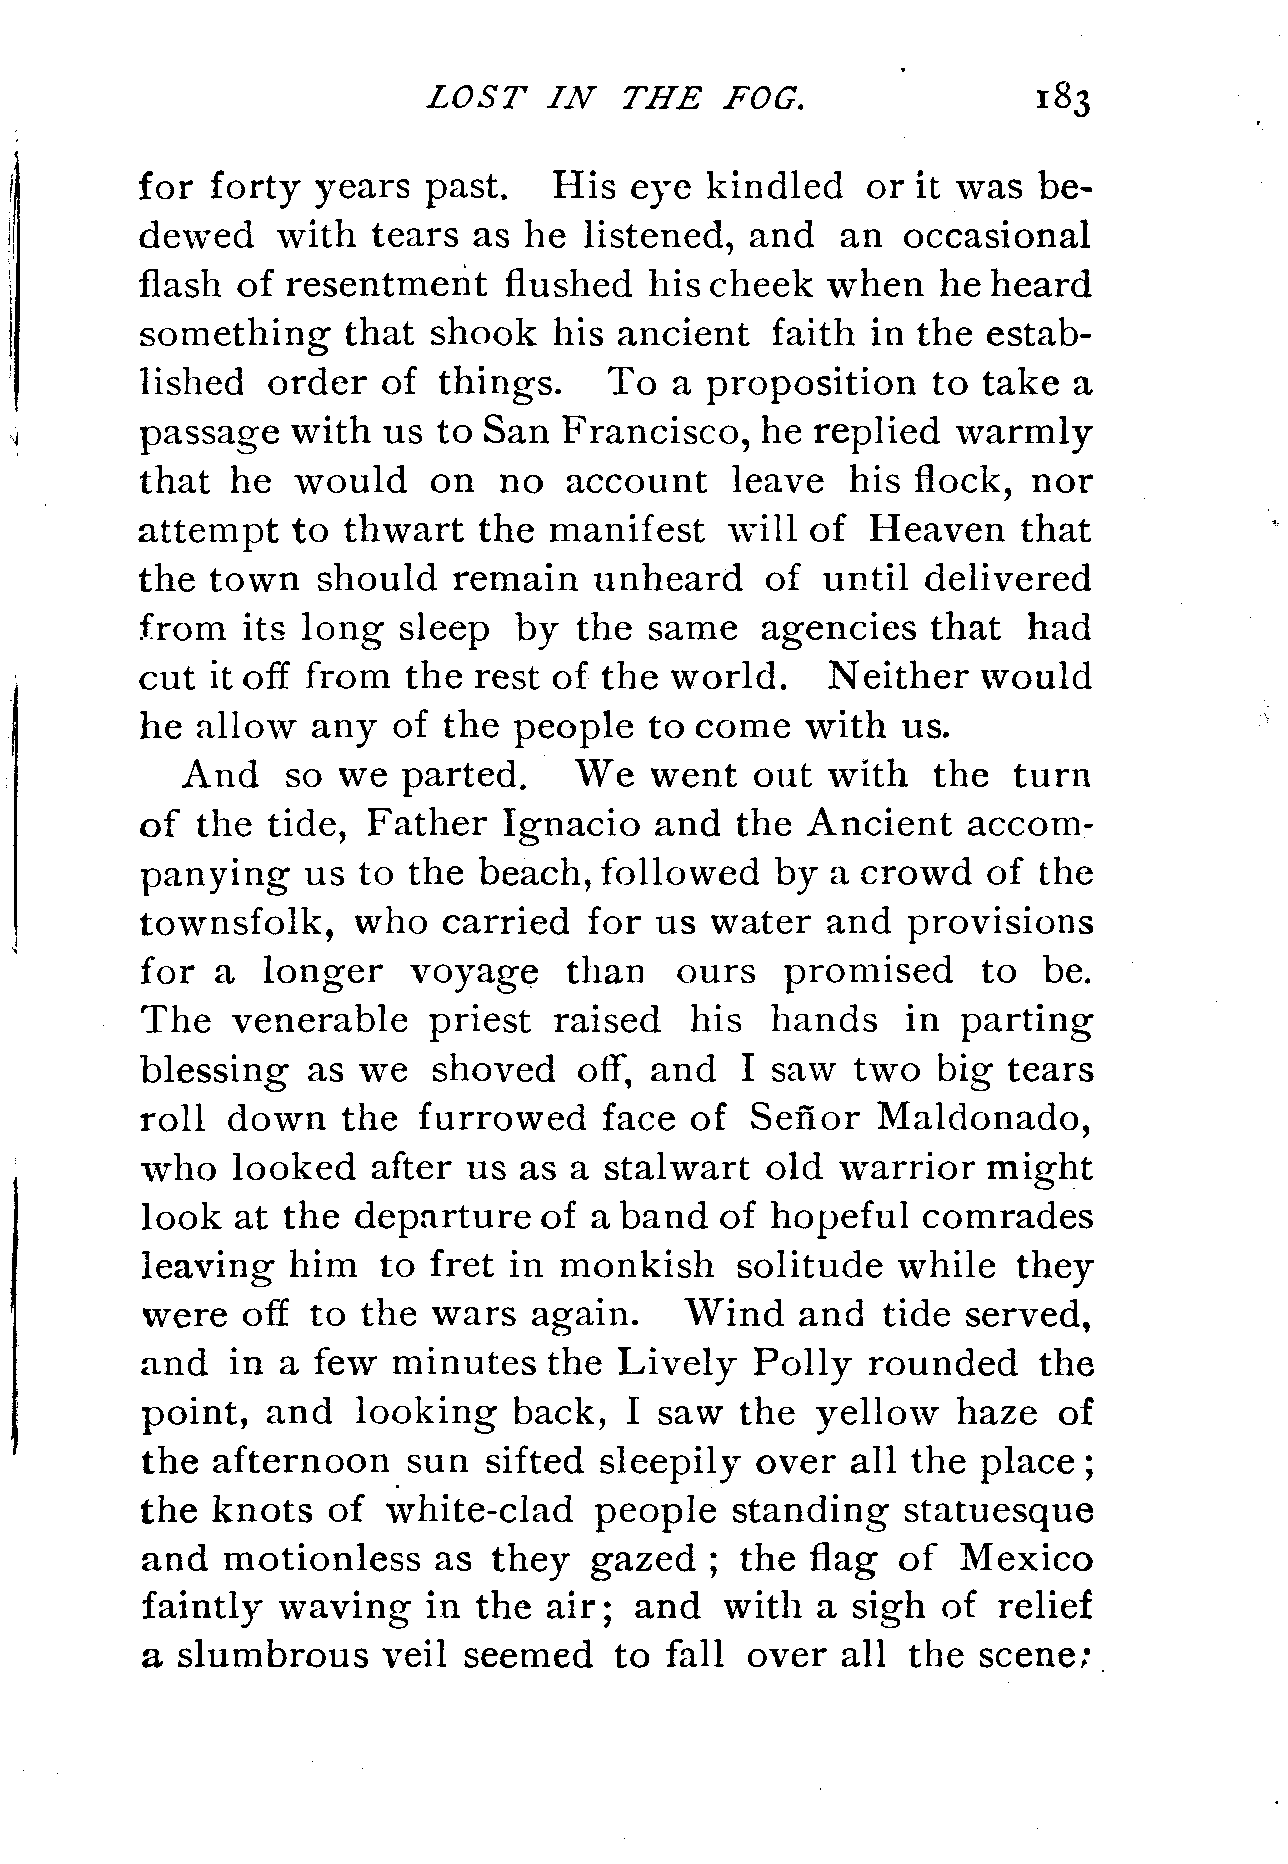 LOST IN THE FOG. 183
for forty years past. His eye kindled or it was be-
dewed with tears as he listened, and an occasional
flash of resentment flushed his cheek when he heard
something that shook his ancient faith in the estab-
lished order of things. To a proposition to take a
passage with us to San Francisco, he replied warmly
that he would on no account leave his flock, nor
attempt to thwart the manifest will of Heaven that
the town should remain unheard of until delivered
from its long sleep by the same agencies that had
cut it off from the rest of the world. Neither would
he allow any of the people to come with us.
And so we parted. We went out with the turn
of the tide, Father Ignacio and the Ancient accom-
panying us to the beach, followed by a crowd of the
townsfolk, who carried for us water and provisions
for a longer voyage than ours promised to be.
The venerable priest raised his hands in parting
blessing as we shoved off, and I saw two big tears
roll down the furrowed face of Señor Maldonado,
who looked after us as a stalwart old warrior might
look at the departure of a band of hopeful comrades
leaving him to fret in monkish solitude while they
were off to the wars again. Wind and tide served,
and in a few minutes the Lively Polly rounded the
point, and looking back, I saw the yellow haze of
the afternoon sun sifted sleepily over all the place;
the knots of white-clad people standing statuesque
and motionless as they gazed; the flag of Mexico
faintly waving in the air; and with a sigh of relief
a slumbrous veil seemed to fall over all the scene;